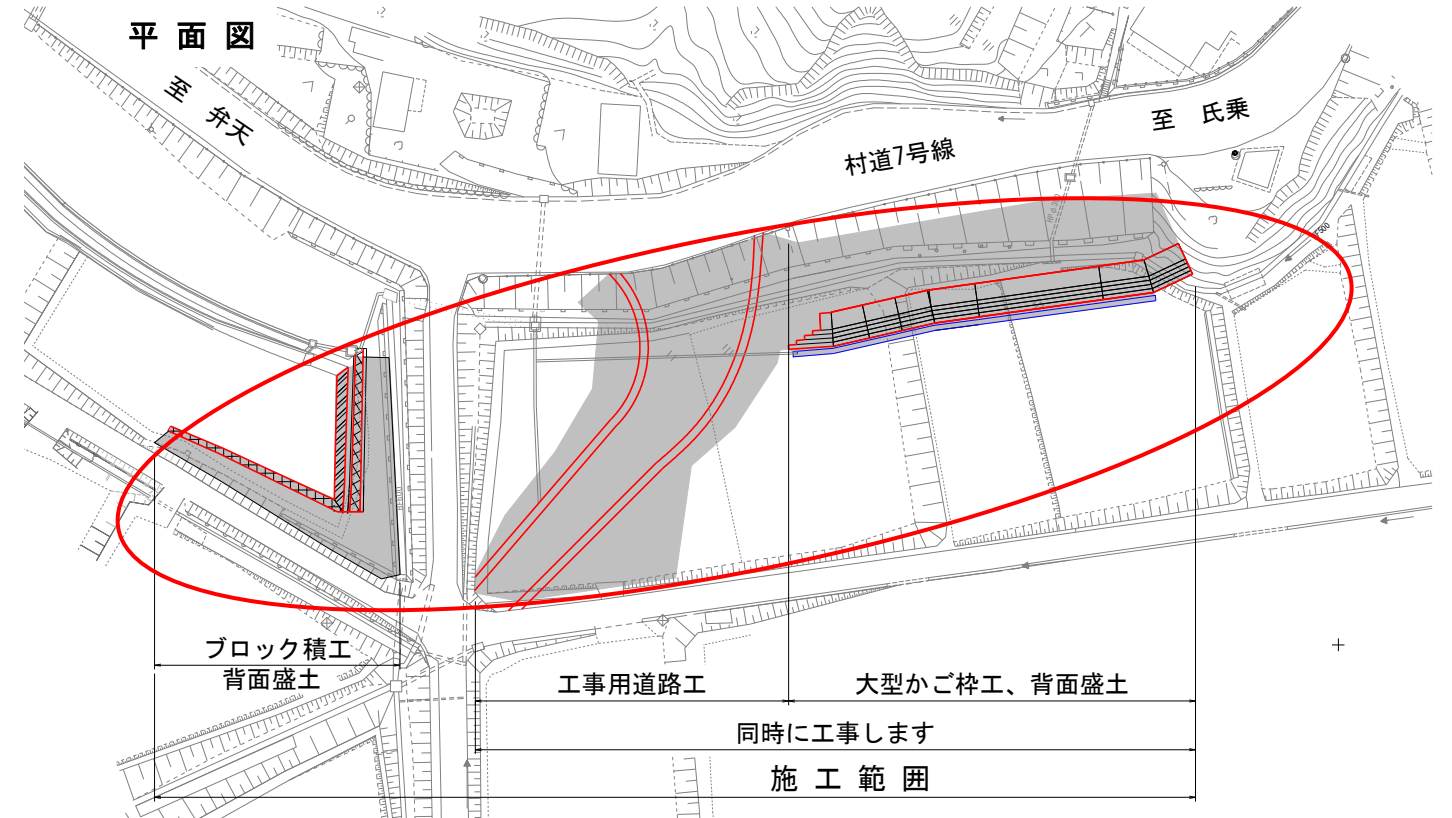 平 面 図
至 弁天
至 氏乗
村道7号線
ブロック積工
背面盛土
工事用道路工
大型かご枠工、背面盛土
同時に工事します
施 工 範 囲